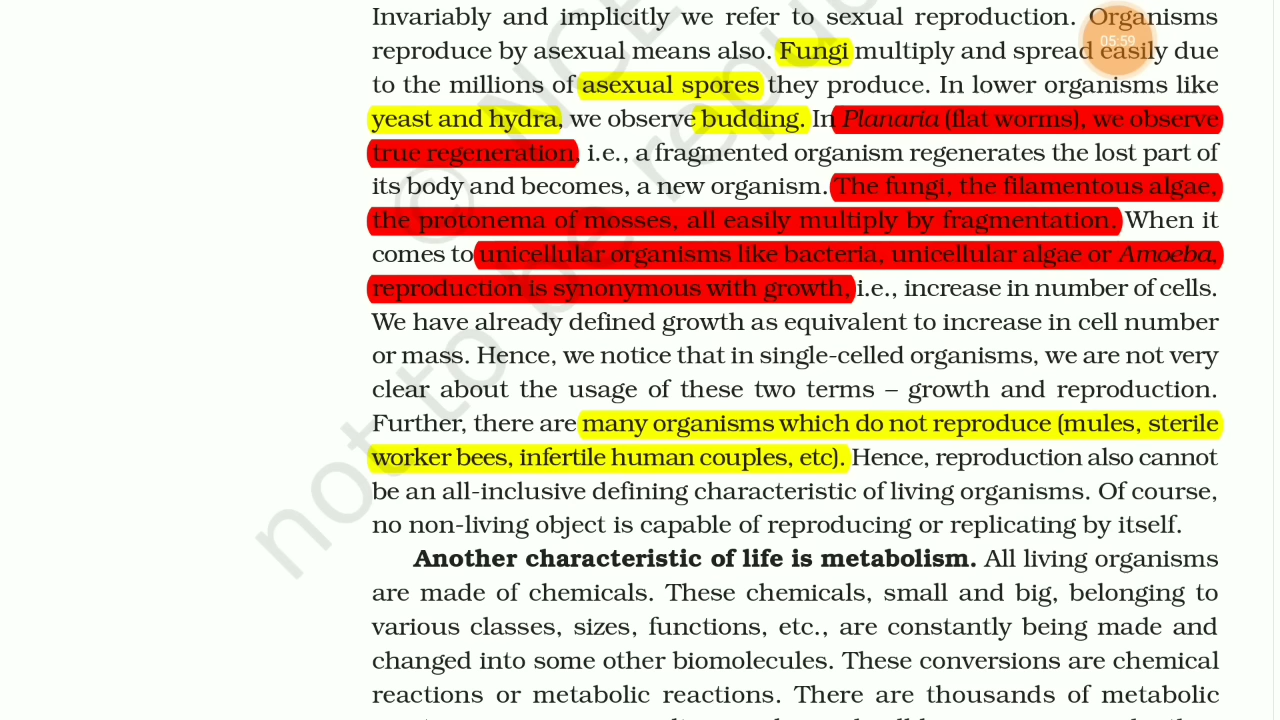 Invariably and implicitly we refer to sexual reproduction. Organisms
05:59
reproduce by asexual means also. Fungi multiply and spread easily due
to the millions of asexual spores they produce. In lower organisms like
yeast and hydra, we observe budding. In Planaria (flat worms), we observe
true regeneration, i.e., a fragmented organism regenerates the lost part of
its body and becomes, a new organism. The fungi, the filamentous algae,
the protonema of mosses, all easily multiply by fragmentation. When it
comes to unicellular organisms like bacteria, unicellular algae or Amoeba,
reproduction is synonymous with growth, i.e., increase in number of cells.
We have already defined growth as equivalent to increase in cell number
or mass. Hence, we notice that in single-celled organisms, we are not very
clear about the usage of these two terms – growth and reproduction.
Further, there are many organisms which do not reproduce (mules, sterile
worker bees, infertile human couples, etc). Hence, reproduction also cannot
be an all-inclusive defining characteristic of living organisms. Of course,
no non-living object is capable of reproducing or replicating by itself.
Another characteristic of life is metabolism. All living organisms
are made of chemicals. These chemicals, small and big, belonging to
various classes, sizes, functions, etc., are constantly being made and
changed into some other biomolecules. These conversions are chemical
reactions or metabolic reactions. There are thousands of metabolic
© NCE
not to be repu